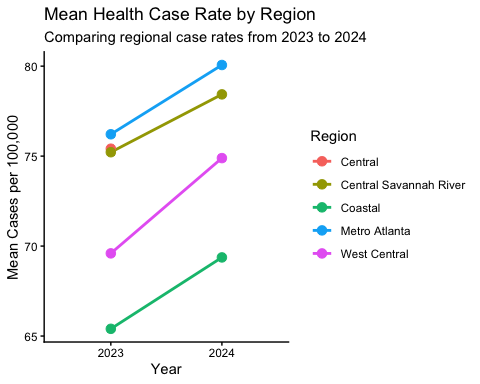 Mean Health Case Rate by Region
Comparing regional case rates from 2023 to 2024
80
75
70
65
Mean Cases per 100,000
2023
2024
Year
Region
Central
Central Savannah River
Coastal
Metro Atlanta
West Central